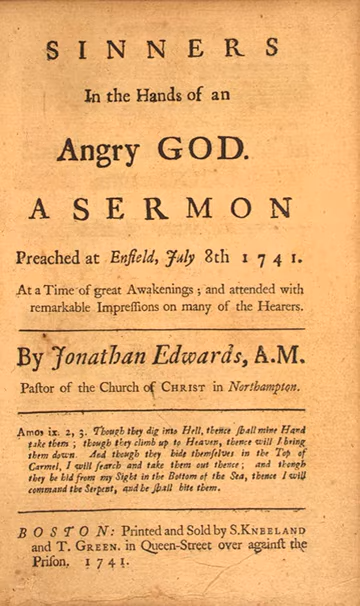 SINNERS
In the Hands of an
Angry GOD.
A SERMON
Preached at Enfield, July 8th 1741.
At a Time of great Awakenings ; and attended with
remarkable Impreſſions on many of the Hearers.
By Jonathan Edwards, A.M.
Paſtor of the Church of CHRIST in Northampton.
Amos ix. 2, 3. Though they dig into Hell, thence ſhall mine Hand
take them ; though they climb up to Heaven, thence will I bring
them down. And though they hide themſelves in the Top of
Carmel, I will ſearch and take them out thence ; and though
they be hid from my Sight in the Bottom of the Sea, thence I will
command the Serpent, and he ſhall bite them.
BOSTON: Printed and Sold by S.KNEELAND
and T. GREEN. in Queen-Street over againſt the
Priſon. 1741.